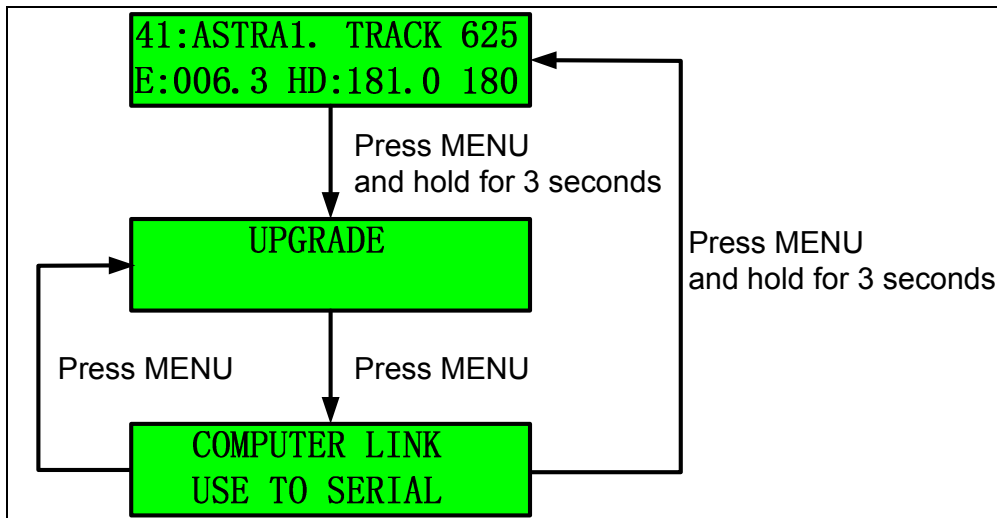 41:ASTRA1. TRACK 625
E:006.3 HD:181.0 180
Press MENU
and hold for 3 seconds
UPGRADE
Press MENU
and hold for 3 seconds
Press MENU
Press MENU
COMPUTER LINK
USE TO SERIAL